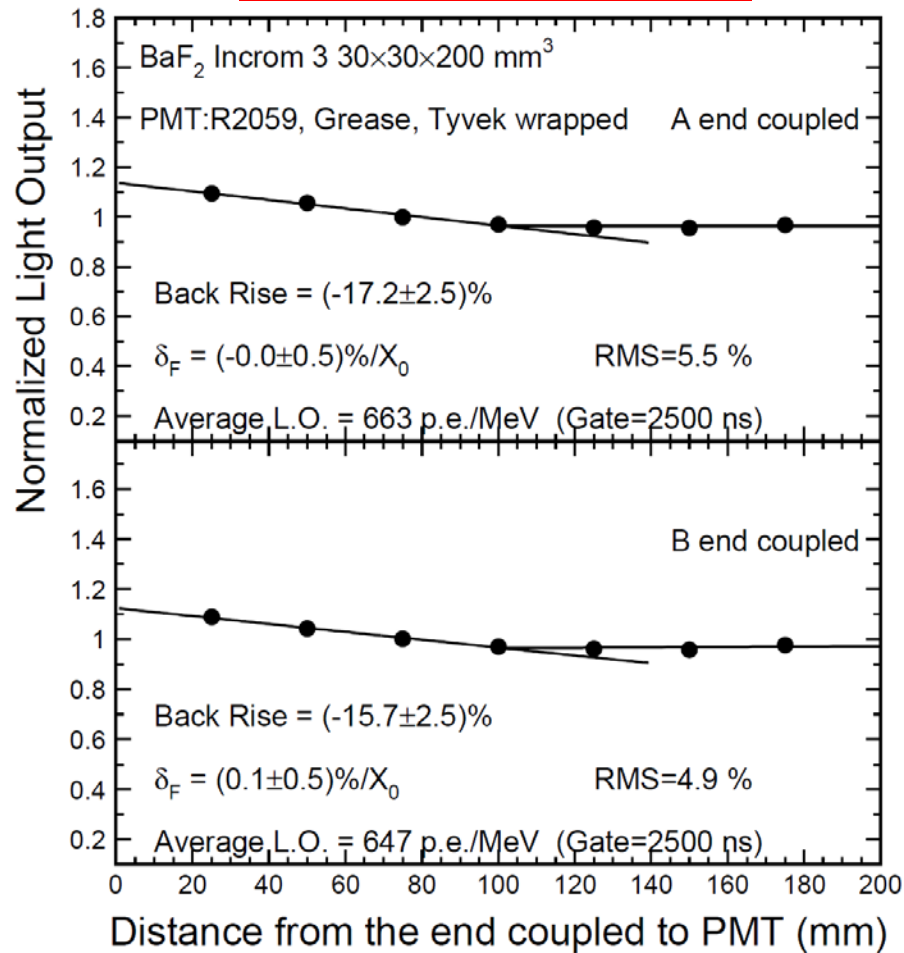 Normalized Light Output
1.8
1.6
1.4
1.2
1
0.8
0.6
0.4
0.2
BaF₂ Incrom 3 30×30×200 mm³
PMT:R2059, Grease, Tyvek wrapped A end coupled
Back Rise = (-17.2±2.5)%
δ_F = (-0.0±0.5)%/X₀ RMS=5.5 %
Average L.O. = 663 p.e./MeV (Gate=2500 ns)
1.6
1.4
1.2
1
0.8
0.6
0.4
0.2
B end coupled
Back Rise = (-15.7±2.5)%
δ_F = (0.1±0.5)%/X₀ RMS=4.9 %
Average L.O. = 647 p.e./MeV (Gate=2500 ns)
0 20 40 60 80 100 120 140 160 180 200
Distance from the end coupled to PMT (mm)